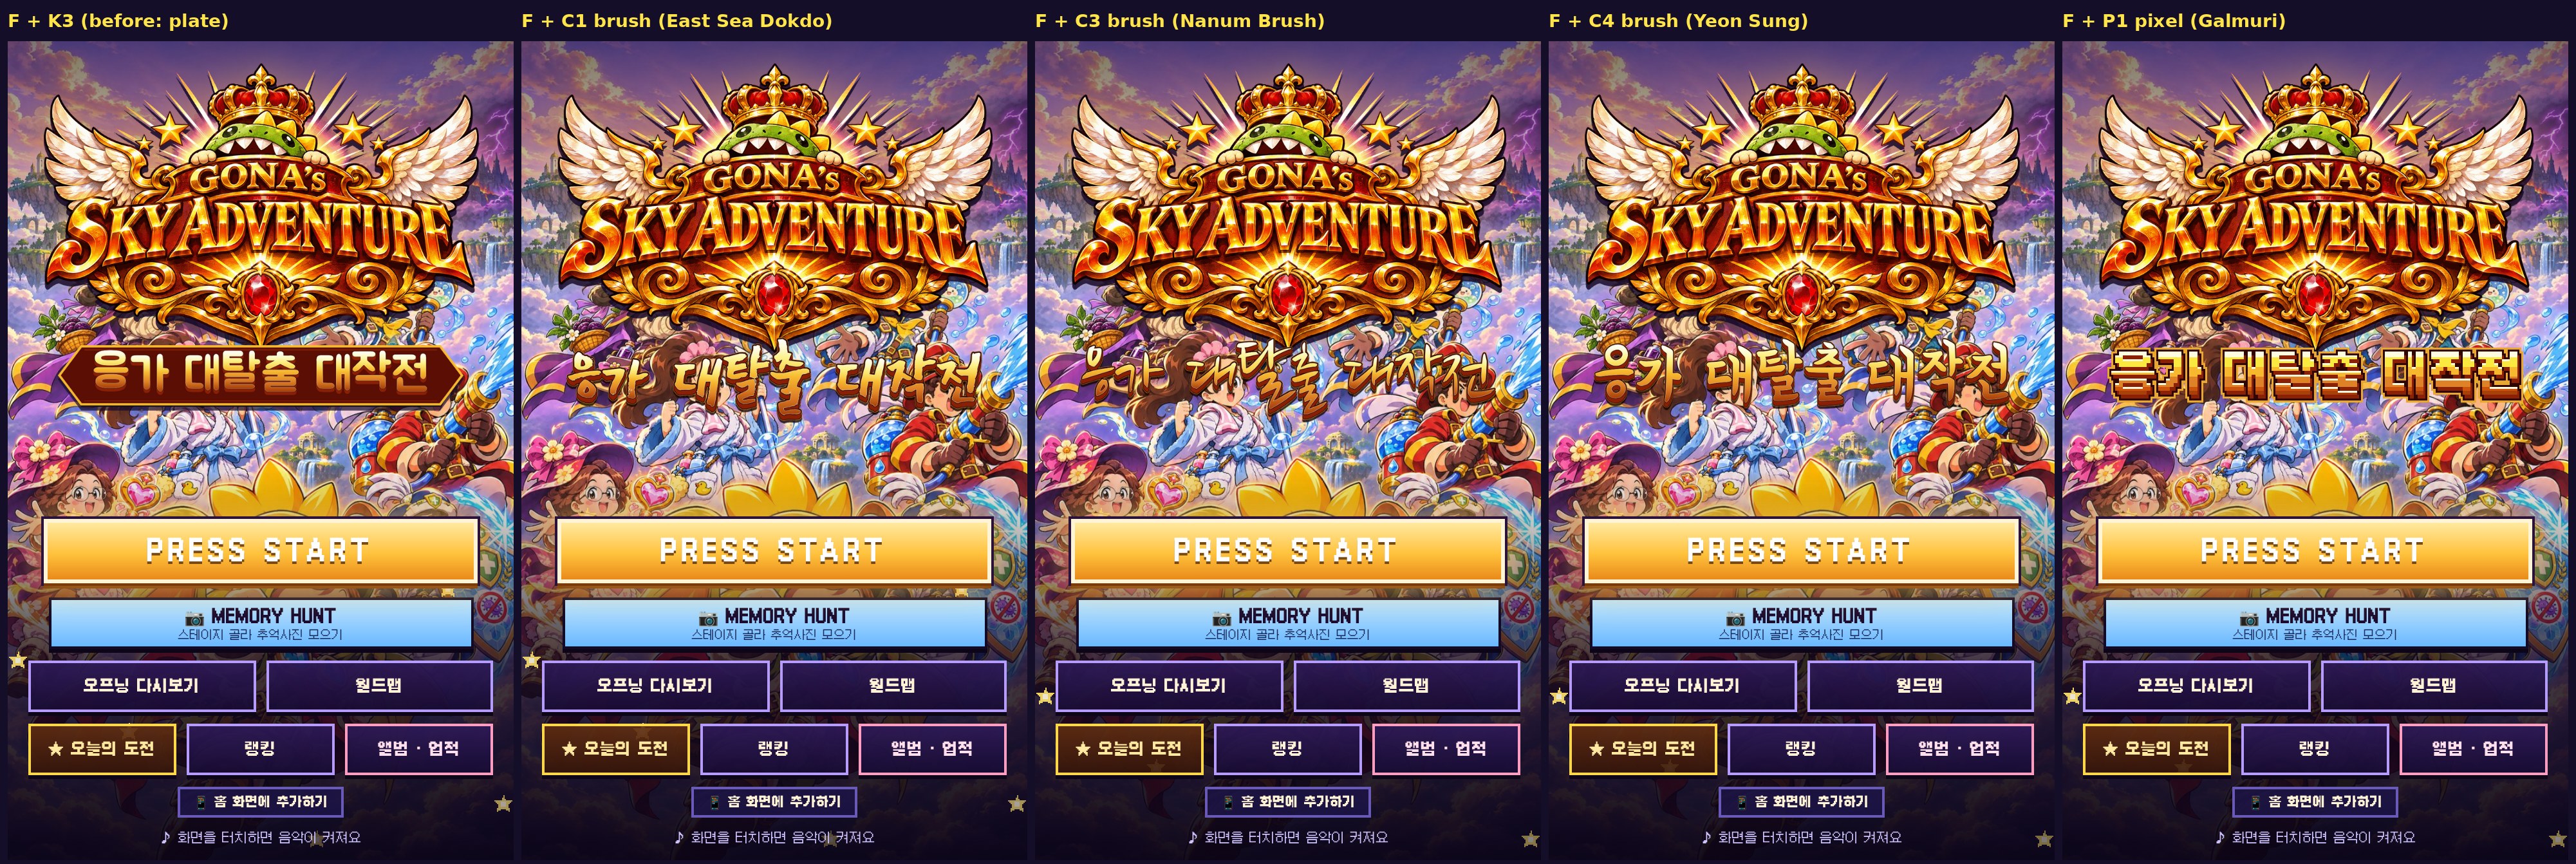 F + K3 (before: plate)
GONA's
SKY ADVENTURE
응가 대탈출 대작전
PRESS START
📷 MEMORY HUNT
스테이지 골라 추억사진 모으기
오프닝 다시보기
월드맵
★ 오늘의 도전
랭킹
앨범 · 업적
📱 홈 화면에 추가하기
♪ 화면을 터치하면 음악이 켜져요
F + C1 brush (East Sea Dokdo)
GONA's
SKY ADVENTURE
응가 대탈출 대작전
PRESS START
📷 MEMORY HUNT
스테이지 골라 추억사진 모으기
오프닝 다시보기
월드맵
★ 오늘의 도전
랭킹
앨범 · 업적
📱 홈 화면에 추가하기
♪ 화면을 터치하면 음악이 켜져요
F + C3 brush (Nanum Brush)
GONA's
SKY ADVENTURE
응가 대탈출 대작전
PRESS START
📷 MEMORY HUNT
스테이지 골라 추억사진 모으기
오프닝 다시보기
월드맵
★ 오늘의 도전
랭킹
앨범 · 업적
📱 홈 화면에 추가하기
♪ 화면을 터치하면 음악이 켜져요
F + C4 brush (Yeon Sung)
GONA's
SKY ADVENTURE
응가 대탈출 대작전
PRESS START
📷 MEMORY HUNT
스테이지 골라 추억사진 모으기
오프닝 다시보기
월드맵
★ 오늘의 도전
랭킹
앨범 · 업적
📱 홈 화면에 추가하기
♪ 화면을 터치하면 음악이 켜져요
F + P1 pixel (Galmuri)
GONA's
SKY ADVENTURE
응가 대탈출 대작전
PRESS START
📷 MEMORY HUNT
스테이지 골라 추억사진 모으기
오프닝 다시보기
월드맵
★ 오늘의 도전
랭킹
앨범 · 업적
📱 홈 화면에 추가하기
♪ 화면을 터치하면 음악이 켜져요